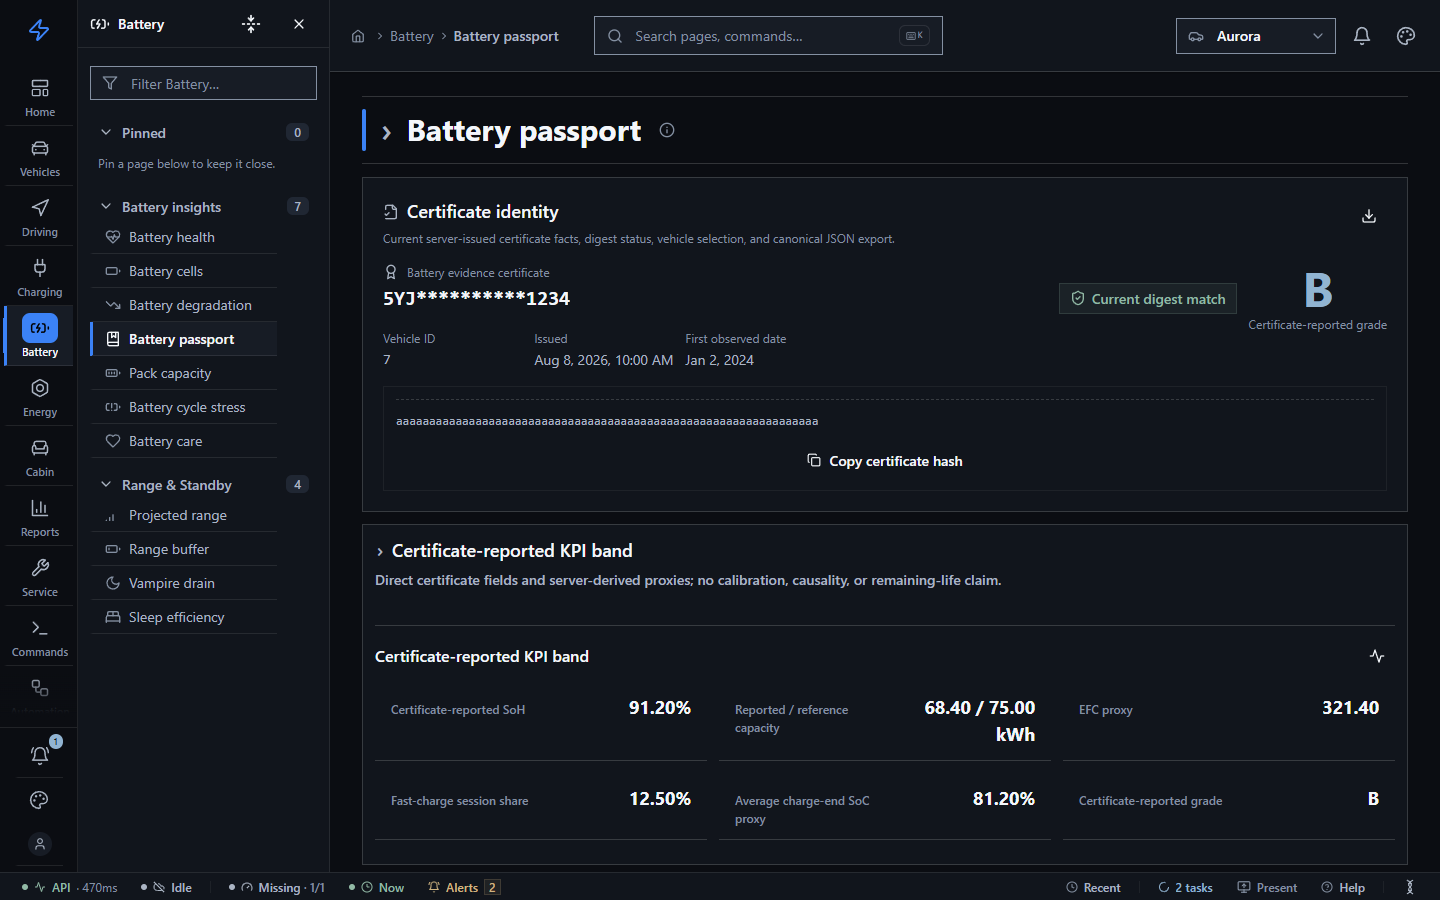 Battery
Battery
Battery passport
Search pages, commands...
K
Aurora
Home
Vehicles
Driving
Charging
Battery
Energy
Cabin
Reports
Service
Commands
1
Filter Battery...
Pinned
0
Pin a page below to keep it close.
Battery insights
7
Battery health
Battery cells
Battery degradation
Battery passport
Pack capacity
Battery cycle stress
Battery care
Range & Standby
4
Projected range
Range buffer
Vampire drain
Sleep efficiency
Battery passport
Certificate identity
Current server-issued certificate facts, digest status, vehicle selection, and canonical JSON export.
Battery evidence certificate
5YJ**********1234
Current digest match
B
Certificate-reported grade
Vehicle ID
7
Issued
Aug 8, 2026, 10:00 AM
First observed date
Jan 2, 2024
aaaaaaaaaaaaaaaaaaaaaaaaaaaaaaaaaaaaaaaaaaaaaaaaaaaaaaaaaaaaaaaa
Copy certificate hash
Certificate-reported KPI band
Direct certificate fields and server-derived proxies; no calibration, causality, or remaining-life claim.
Certificate-reported KPI band
Certificate-reported SoH
91.20%
Reported / reference
capacity
68.40 / 75.00
kWh
EFC proxy
321.40
Fast-charge session share
12.50%
Average charge-end SoC
proxy
81.20%
Certificate-reported grade
B
API · 470ms
Idle
Missing · 1/1
Now
Alerts 2
Recent
2 tasks
Present
Help